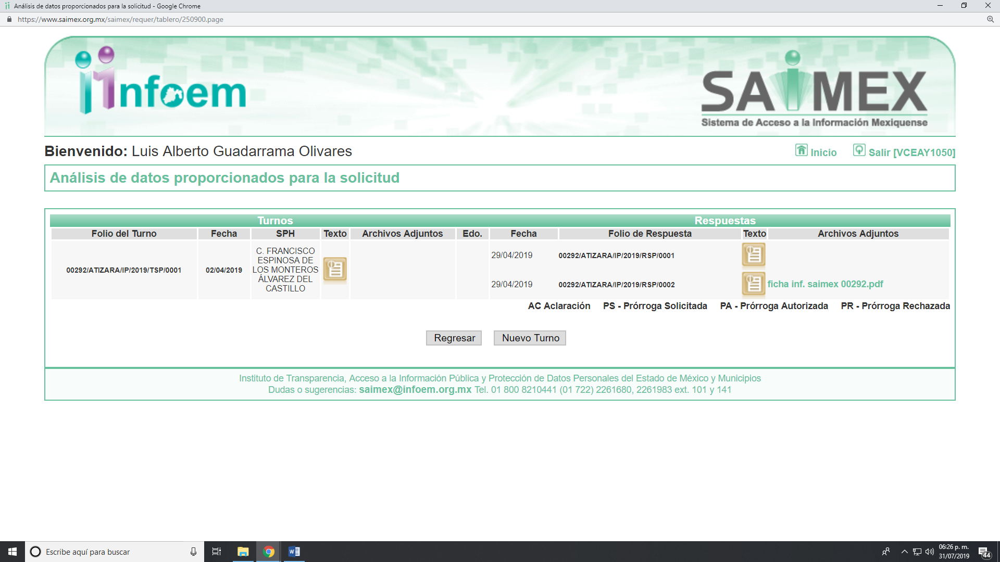 Análisis de datos proporcionados para la solicitud - Google Chrome
https://www.saimex.org.mx/saimex/requer/tablero/250900.page
infoem
SAIMEX
Sistema de Acceso a la Información Mexiquense
Bienvenido: Luis Alberto Guadarrama Olivares
Inicio
Salir [VCEAY1050]
Análisis de datos proporcionados para la solicitud
Turnos Respuestas
Folio del Turno Fecha SPH Texto Archivos Adjuntos Edo. Fecha Folio de Respuesta Texto Archivos Adjuntos
00292/ATIZARA/IP/2019/TSP/0001 02/04/2019
C. FRANCISCO
ESPINOSA DE
LOS MONTEROS
ÁLVAREZ DEL
CASTILLO
29/04/2019 00292/ATIZARA/IP/2019/RSP/0001
29/04/2019 00292/ATIZARA/IP/2019/RSP/0002 ficha inf. saimex 00292.pdf
AC Aclaración PS - Prórroga Solicitada PA - Prórroga Autorizada PR - Prórroga Rechazada
Regresar Nuevo Turno
Instituto de Transparencia, Acceso a la Información Pública y Protección de Datos Personales del Estado de México y Municipios
Dudas o sugerencias: saimex@infoem.org.mx Tel. 01 800 8210441 (01 722) 2261680, 2261983 ext. 101 y 141
Escribe aquí para buscar
06:26 p. m.
31/07/2019
44